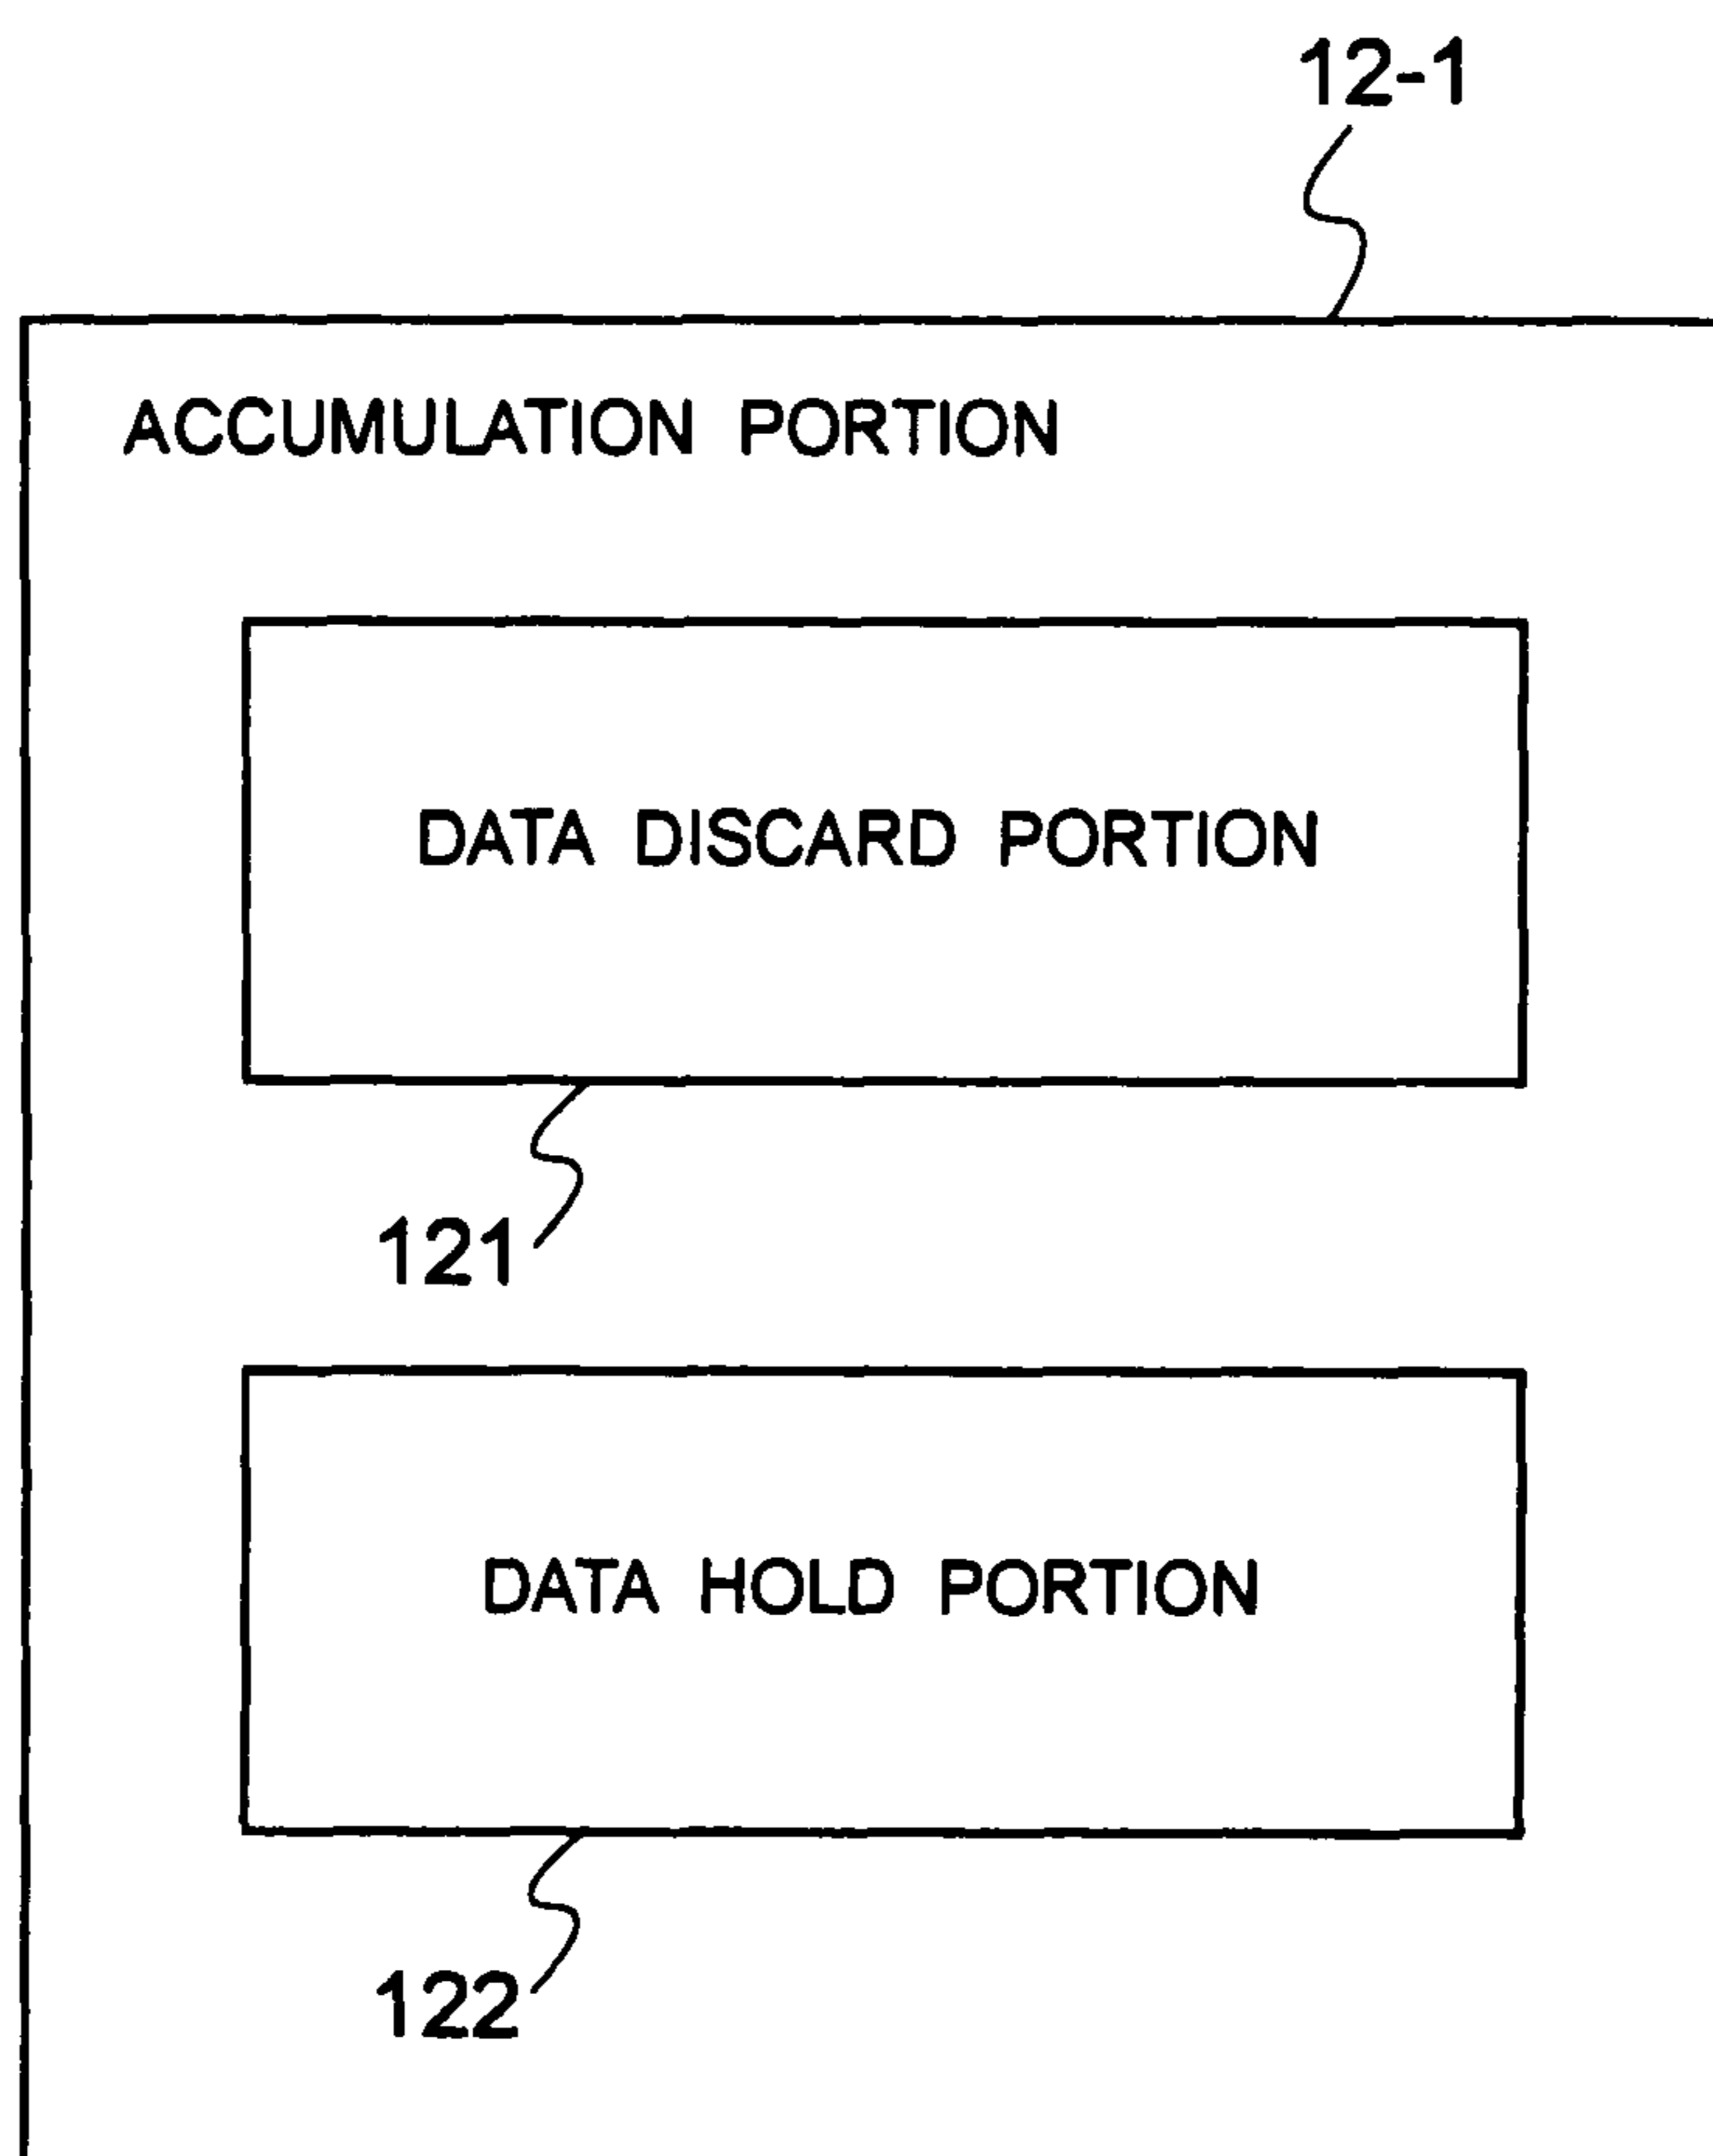 12-1
ACCUMULATION PORTION
DATA DISCARD PORTION
121
DATA HOLD PORTION
122